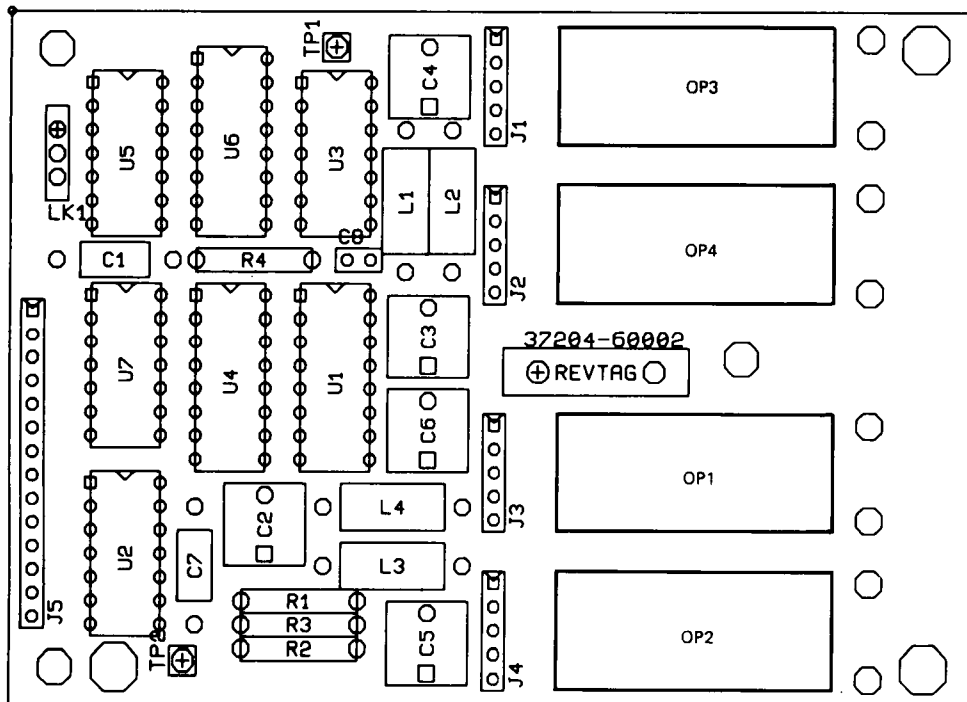 TP1
C4
J1
OP3
U5
U6
U3
LK1
L1
L2
J2
OP4
C1
R4
C8
U7
U4
U1
C3
37204-60002
REVTAG
C6
J3
OP1
J5
U2
C7
C2
L4
L3
R1
R3
R2
TP2
C5
J4
OP2